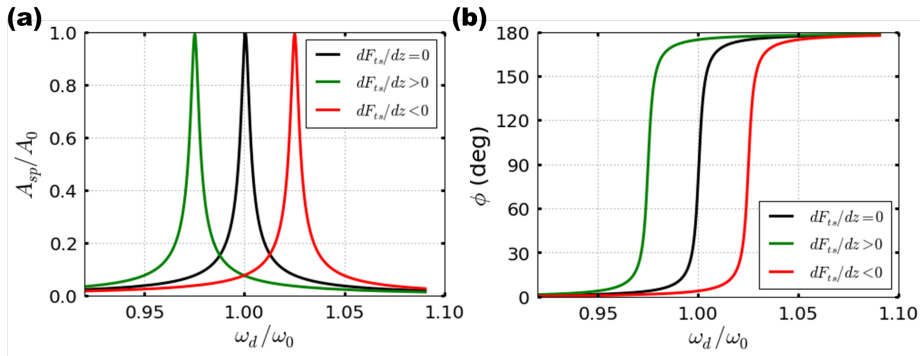 (a)
A_sp/A_0
1.0
0.8
0.6
0.4
0.2
0.0
dF_ts/dz=0
dF_ts/dz>0
dF_ts/dz<0
0.95 1.00 1.05 1.10
ω_d/ω_0
(b)
ϕ (deg)
180
150
120
90
60
30
0
dF_ts/dz=0
dF_ts/dz>0
dF_ts/dz<0
0.95 1.00 1.05 1.10
ω_d/ω_0